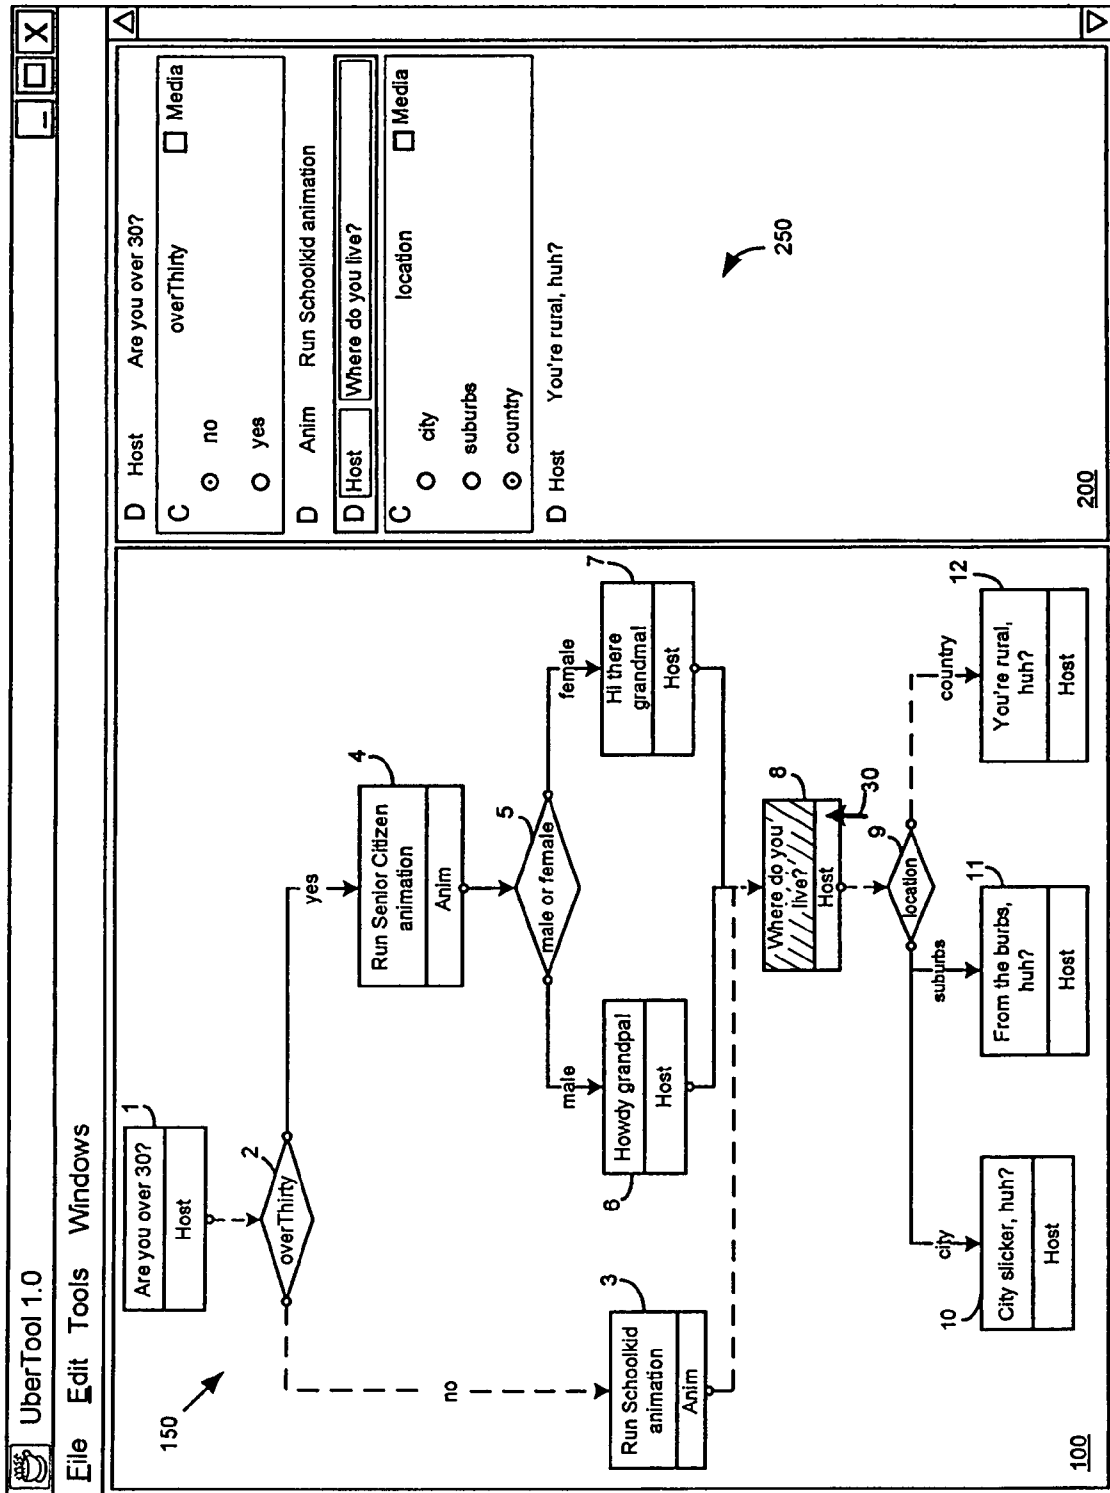 UberTool 1.0
X
File Edit Tools Windows
150
Are you over 30?
Host
1
overThirty
2
no
yes
Run Schoolkid
animation
Anim
3
Run Senior Citizen
animation
Anim
4
male or female
5
male
female
Howdy grandpa!
Host
6
Hi there
grandma!
Host
7
Where do you
live?
Host
8
30
location
9
city
suburbs
country
City slicker, huh?
Host
10
From the burbs,
huh?
Host
11
You're rural,
huh?
Host
12
100
D Host Are you over 30?
C overThirty Media
no
yes
D Anim Run Schoolkid animation
D Host Where do you live?
C location Media
city
suburbs
country
D Host You're rural, huh?
250
200